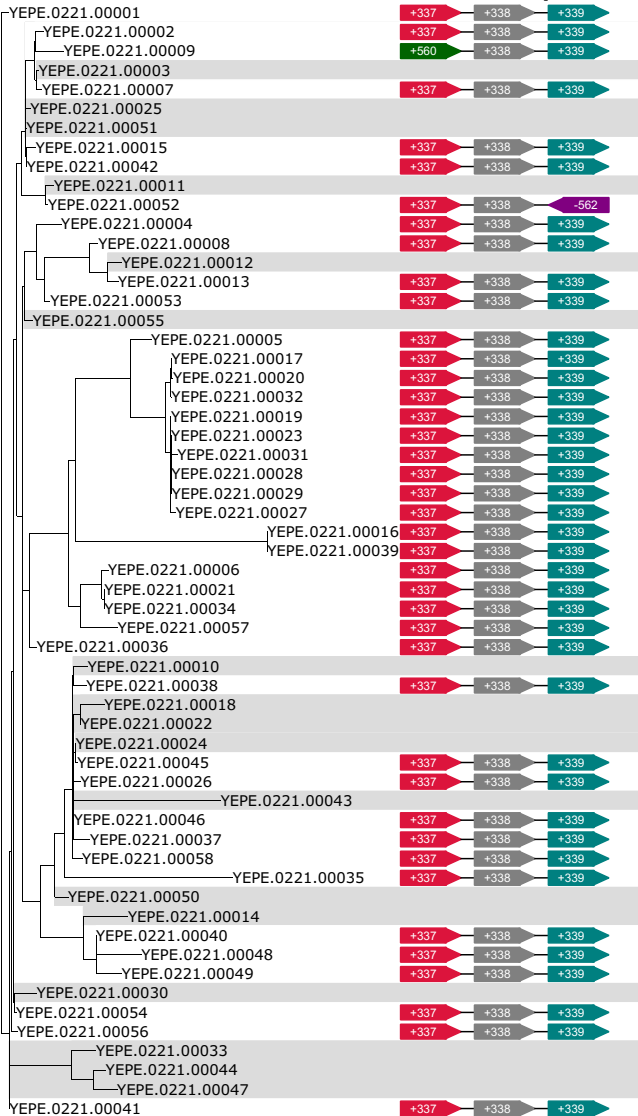 YEPE.0221.00001 +337 +338 +339
YEPE.0221.00002 +337 +338 +339
YEPE.0221.00009 +560 +338 +339
YEPE.0221.00003
YEPE.0221.00007 +337 +338 +339
YEPE.0221.00025
YEPE.0221.00051
YEPE.0221.00015 +337 +338 +339
YEPE.0221.00042 +337 +338 +339
YEPE.0221.00011
YEPE.0221.00052 +337 +338 -562
YEPE.0221.00004 +337 +338 +339
YEPE.0221.00008 +337 +338 +339
YEPE.0221.00012
YEPE.0221.00013 +337 +338 +339
YEPE.0221.00053 +337 +338 +339
YEPE.0221.00055
YEPE.0221.00005 +337 +338 +339
YEPE.0221.00017 +337 +338 +339
YEPE.0221.00020 +337 +338 +339
YEPE.0221.00032 +337 +338 +339
YEPE.0221.00019 +337 +338 +339
YEPE.0221.00023 +337 +338 +339
YEPE.0221.00031 +337 +338 +339
YEPE.0221.00028 +337 +338 +339
YEPE.0221.00029 +337 +338 +339
YEPE.0221.00027 +337 +338 +339
YEPE.0221.00016 +337 +338 +339
YEPE.0221.00039 +337 +338 +339
YEPE.0221.00006 +337 +338 +339
YEPE.0221.00021 +337 +338 +339
YEPE.0221.00034 +337 +338 +339
YEPE.0221.00057 +337 +338 +339
YEPE.0221.00036 +337 +338 +339
YEPE.0221.00010
YEPE.0221.00038 +337 +338 +339
YEPE.0221.00018
YEPE.0221.00022
YEPE.0221.00024
YEPE.0221.00045 +337 +338 +339
YEPE.0221.00026 +337 +338 +339
YEPE.0221.00043
YEPE.0221.00046 +337 +338 +339
YEPE.0221.00037 +337 +338 +339
YEPE.0221.00058 +337 +338 +339
YEPE.0221.00035 +337 +338 +339
YEPE.0221.00050
YEPE.0221.00014
YEPE.0221.00040 +337 +338 +339
YEPE.0221.00048 +337 +338 +339
YEPE.0221.00049 +337 +338 +339
YEPE.0221.00030
YEPE.0221.00054 +337 +338 +339
YEPE.0221.00056 +337 +338 +339
YEPE.0221.00033
YEPE.0221.00044
YEPE.0221.00047
YEPE.0221.00041 +337 +338 +339